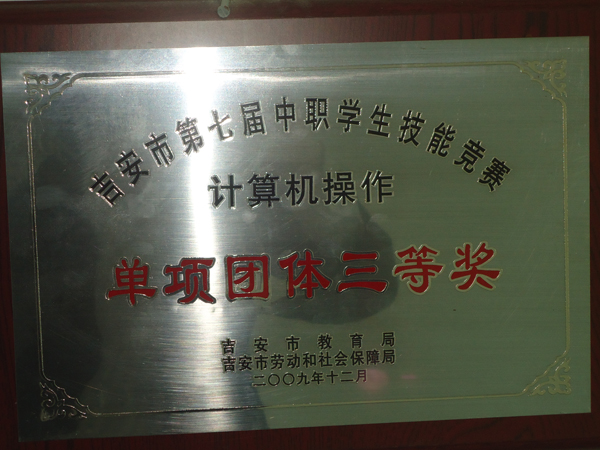 吉安市第七届中职学生技能竞赛
计算机操作
单项团体三等奖
吉安市教育局
吉安市劳动和社会保障局
二〇〇九年十二月